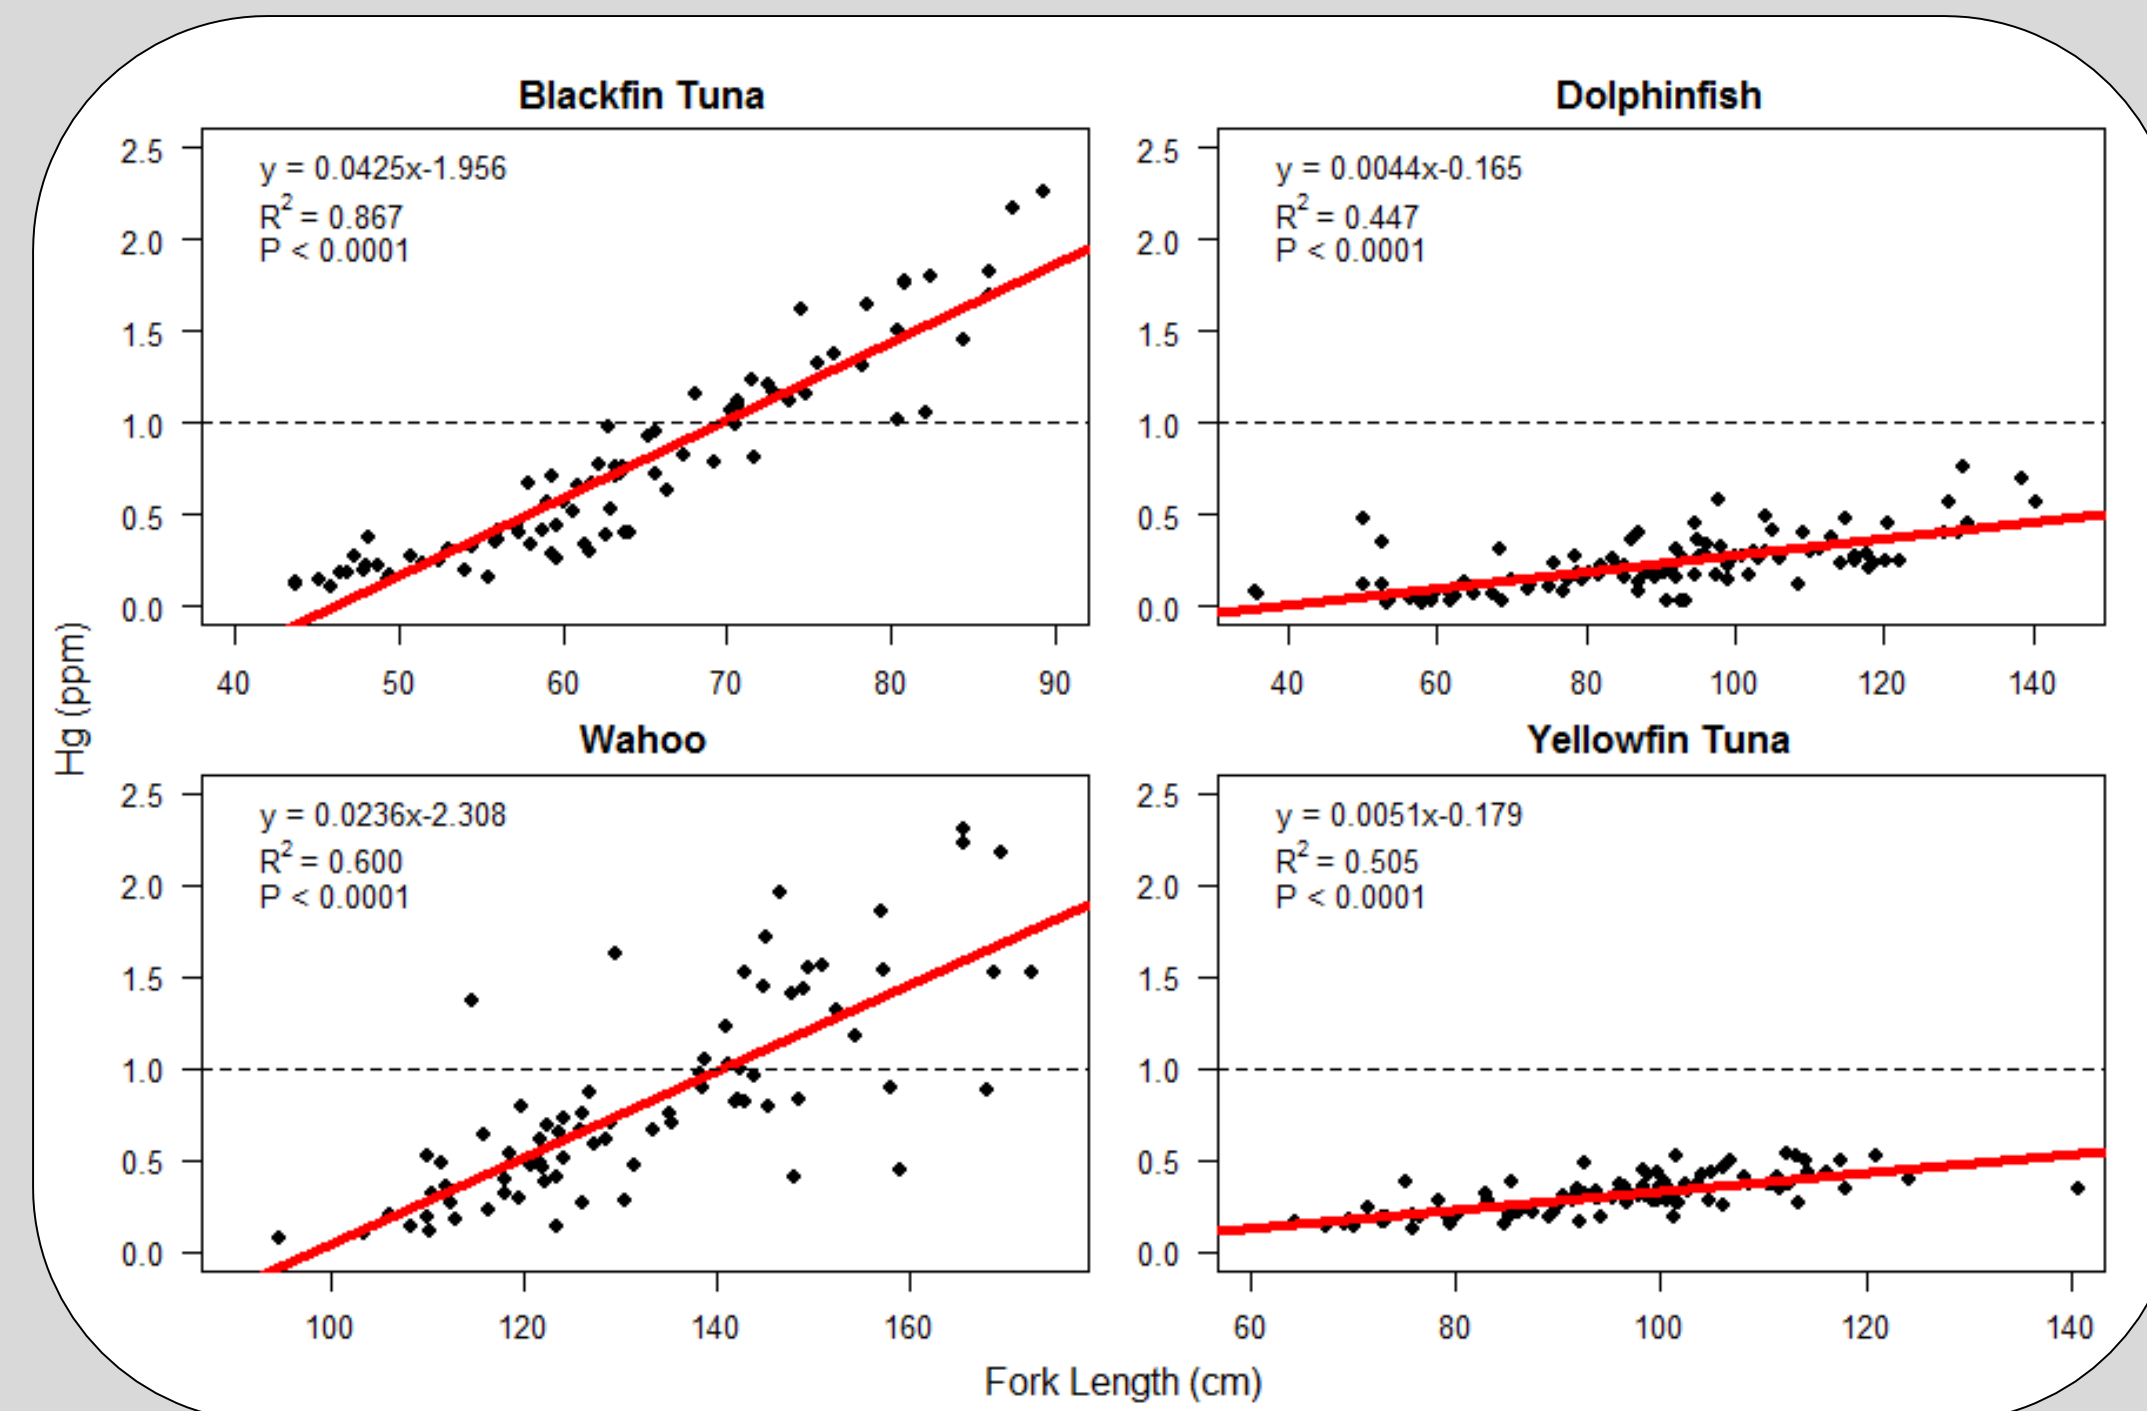 Blackfin Tuna
y = 0.0425x-1.956
R² = 0.867
P < 0.0001
2.5
2.0
1.5
1.0
0.5
0.0
40 50 60 70 80 90
Dolphinfish
y = 0.0044x-0.165
R² = 0.447
P < 0.0001
2.5
2.0
1.5
1.0
0.5
0.0
40 60 80 100 120 140
Hg (ppm)
Wahoo
y = 0.0236x-2.308
R² = 0.600
P < 0.0001
2.5
2.0
1.5
1.0
0.5
0.0
100 120 140 160
Yellowfin Tuna
y = 0.0051x-0.179
R² = 0.505
P < 0.0001
2.5
2.0
1.5
1.0
0.5
0.0
60 80 100 120 140
Fork Length (cm)